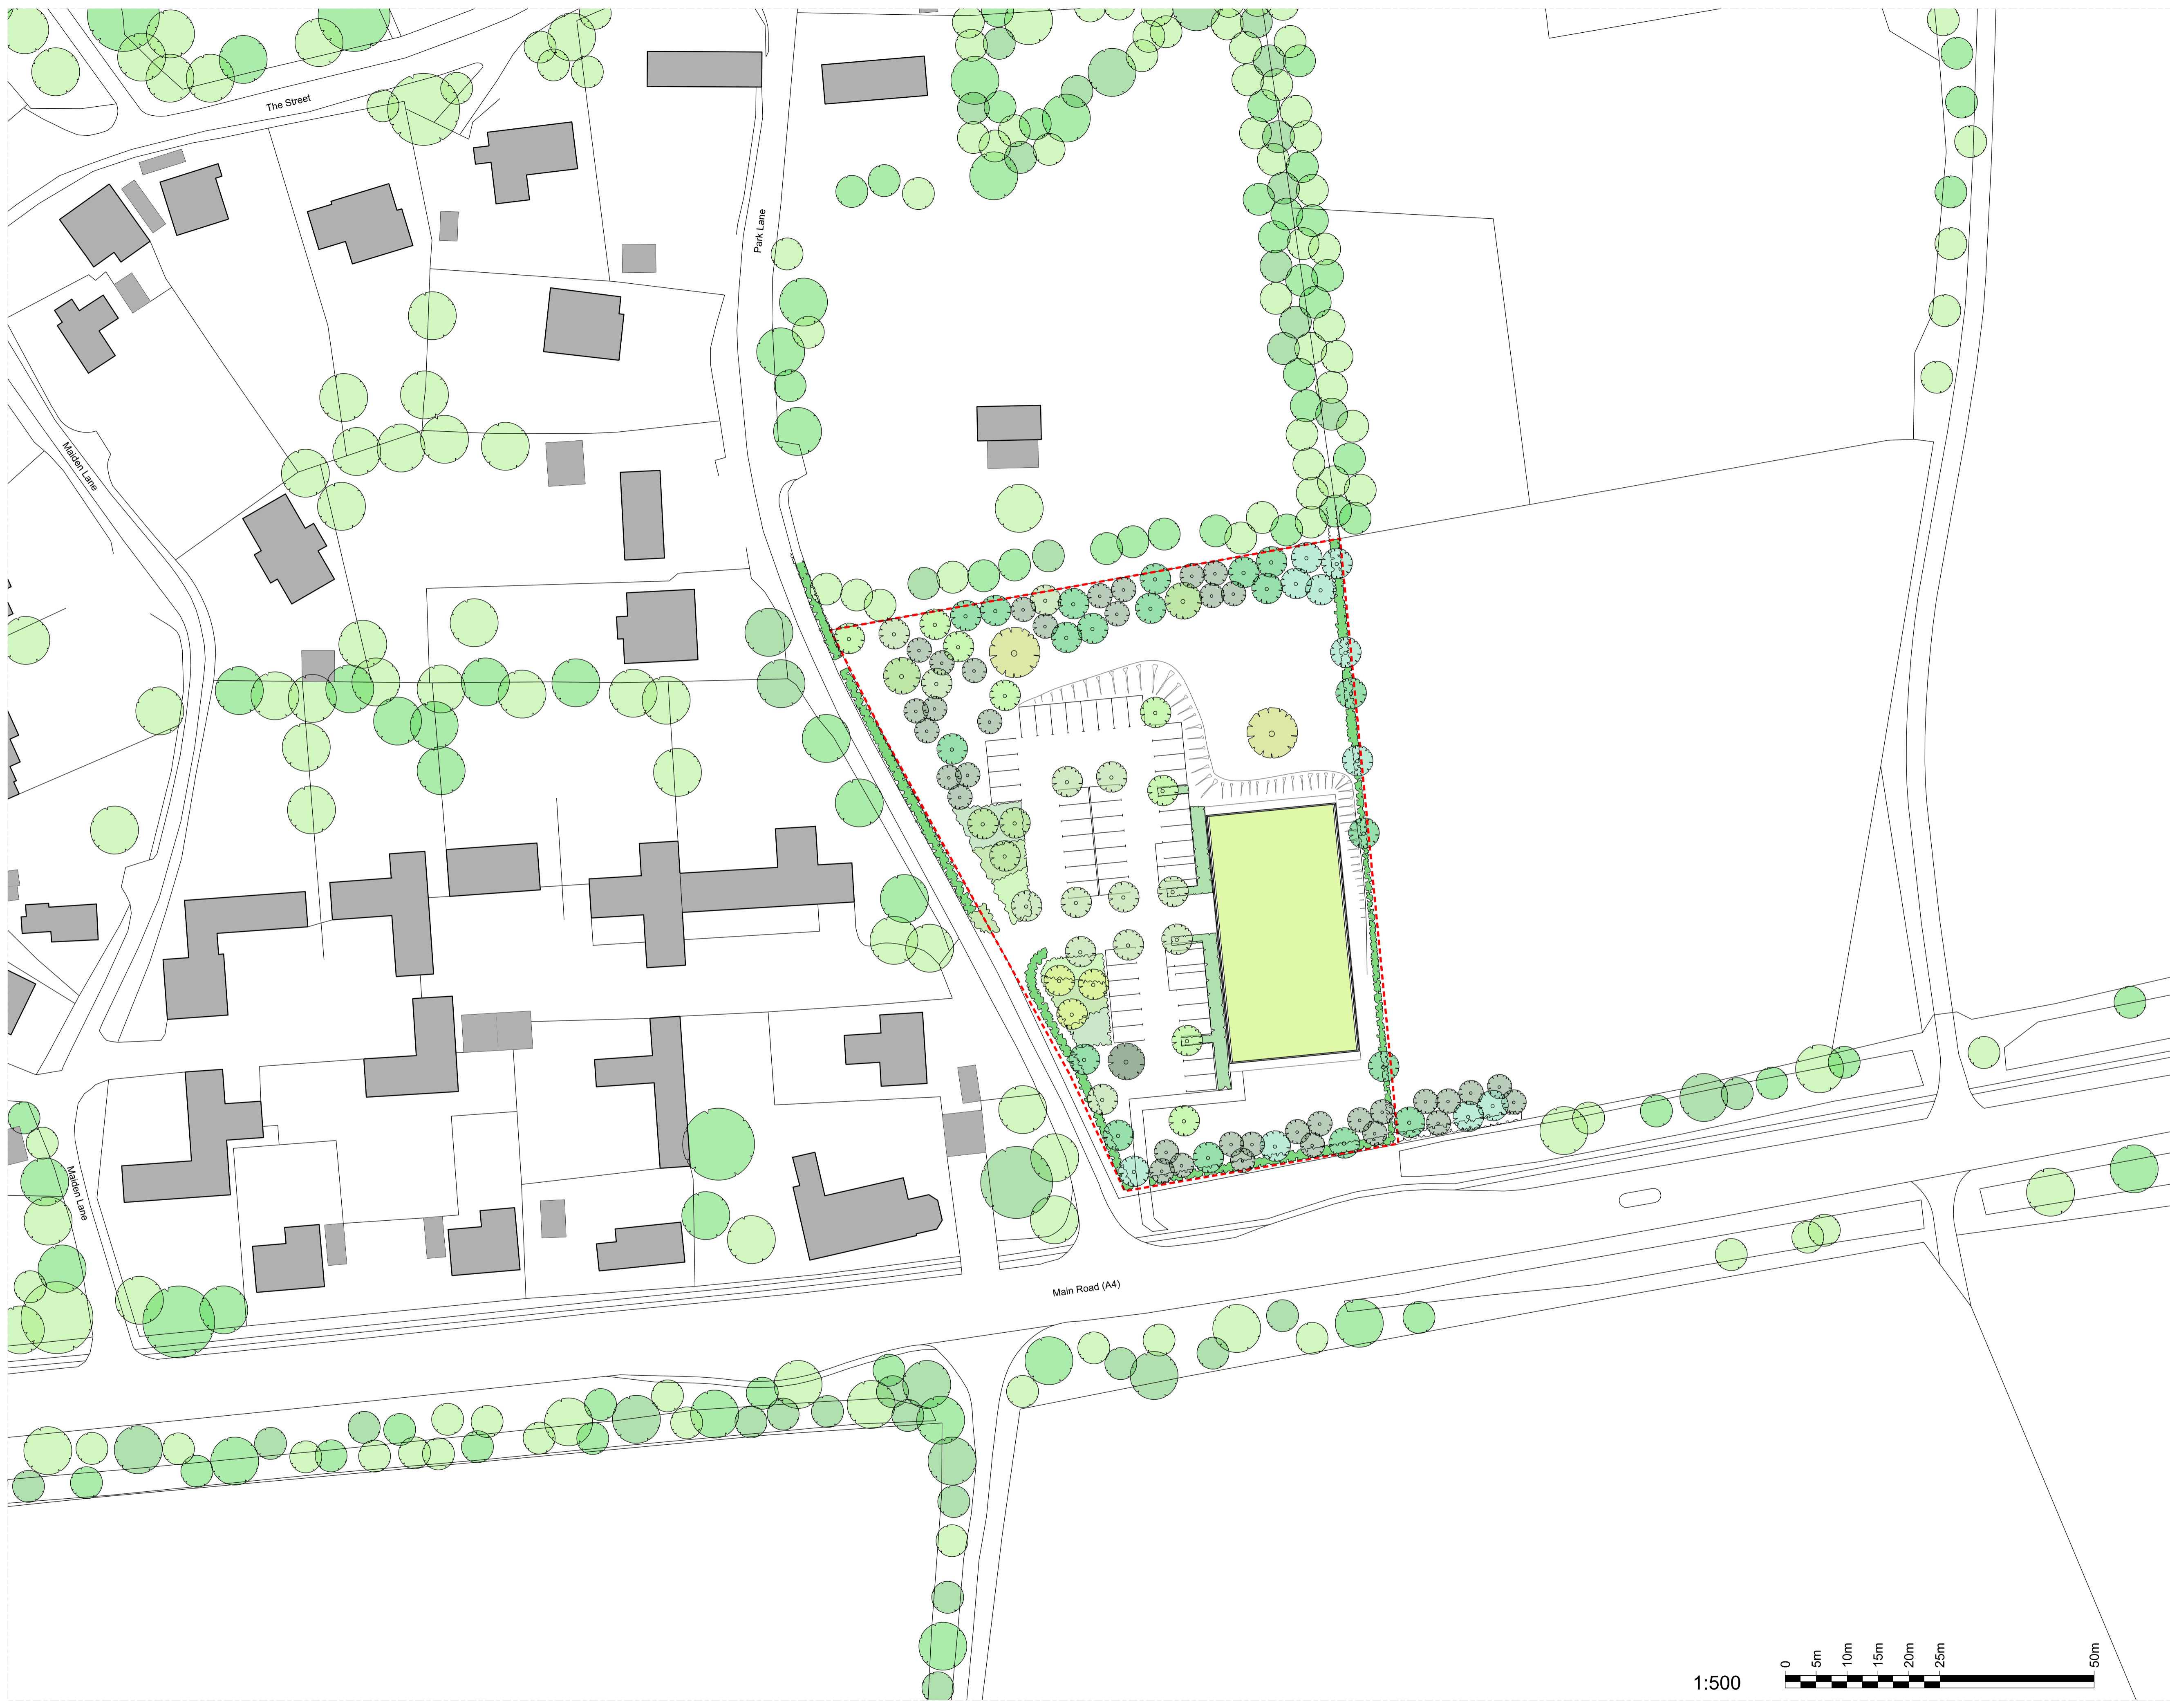 The Street
Park Lane
Maiden Lane
Maiden Lane
Main Road (A4)
1:500
0
5m
10m
15m
20m
25m
50m